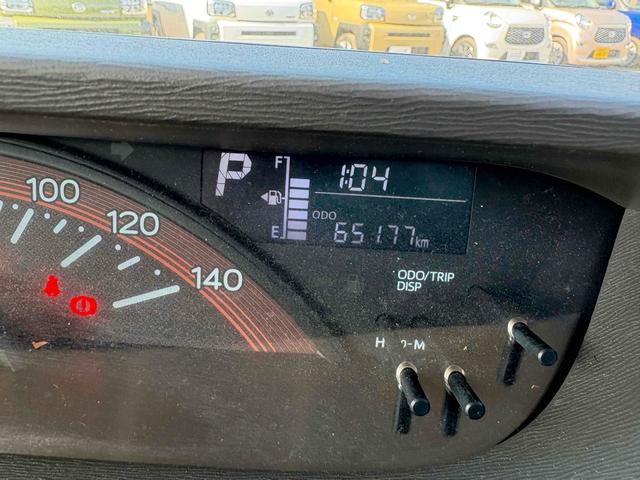 P
F
1:04
ODO
E
65177km
100
120
140
ODO/TRIP
DISP
H
-M